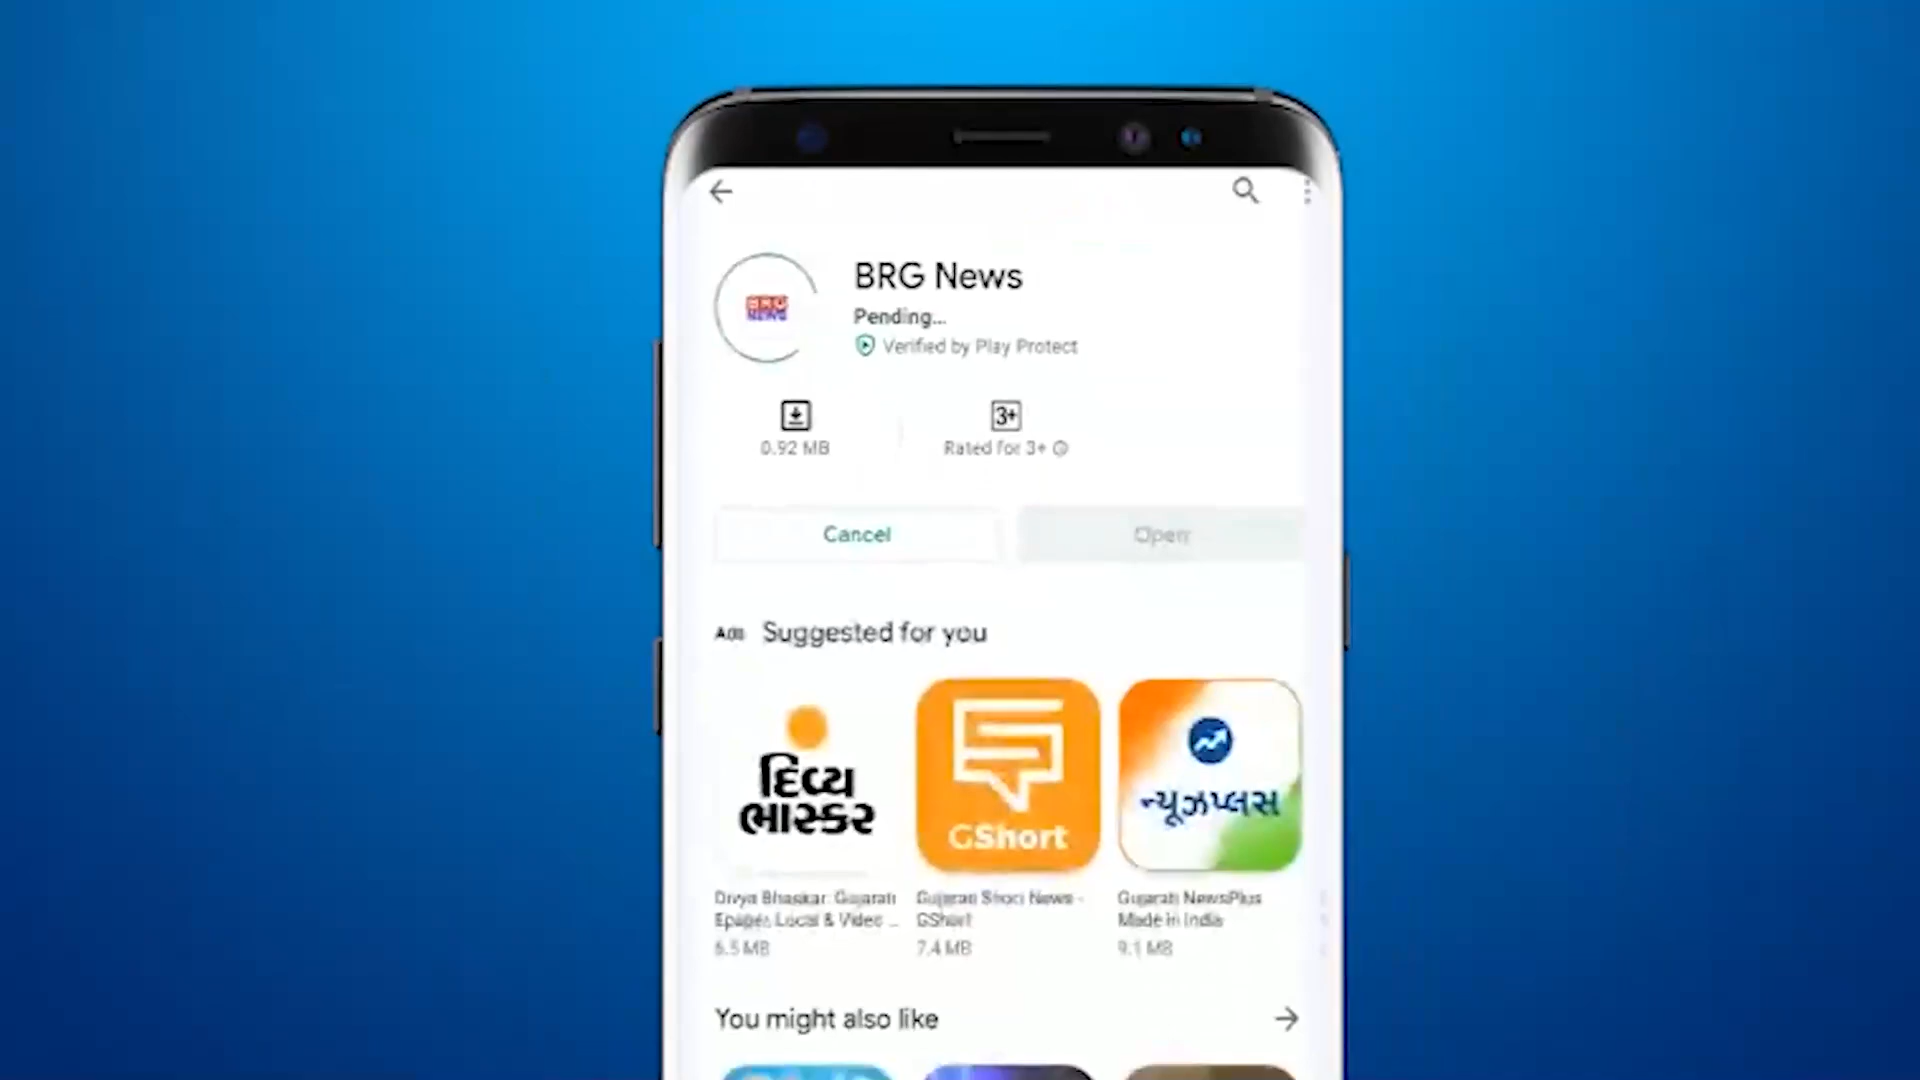 BRG News
BRG
NEWS
Pending...
Verified by Play Protect
3+
0.92 MB
Rated for 3+
Cancel
Open
Ads Suggested for you
દિવ્ય
ભાસ્કર
GShort
ન્યૂઝપ્લસ
Divya Bhaskar: Gujarati
Epaper, Local & Video ...
6.5 MB
Gujarati Short News -
GShort
7.4 MB
Gujarati NewsPlus
Made in India
9.1 MB
You might also like